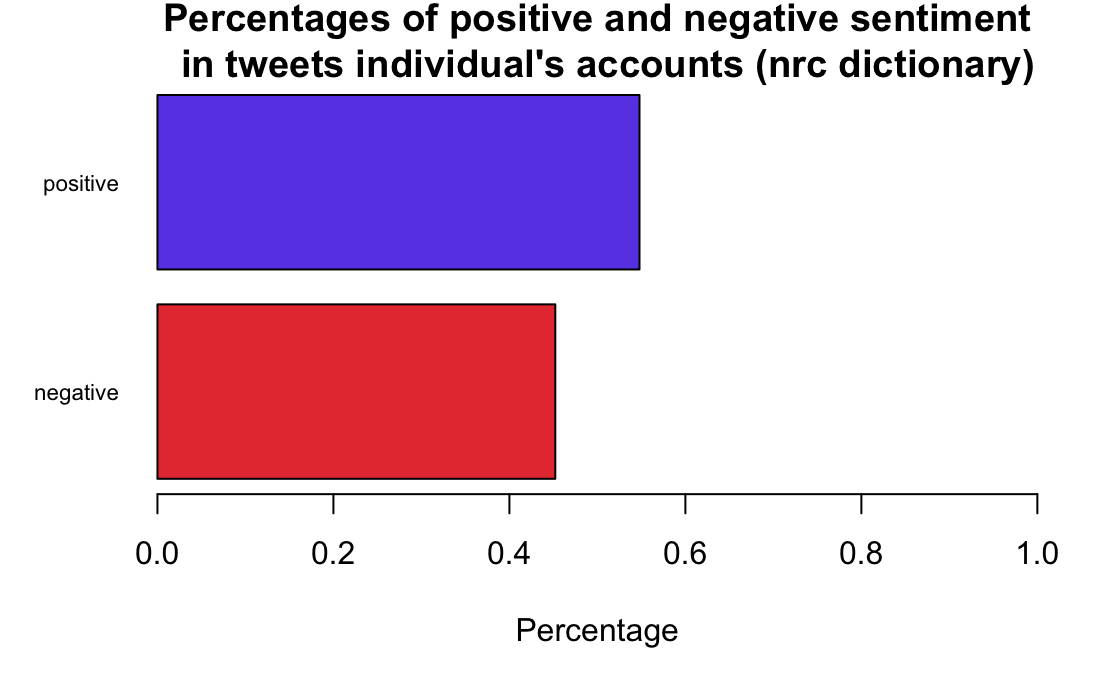 Percentages of positive and negative sentiment
in tweets individual's accounts (nrc dictionary)
positive
negative
0.0 0.2 0.4 0.6 0.8 1.0
Percentage